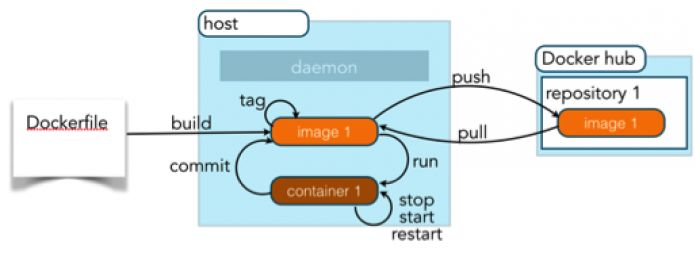 host
daemon
Docker hub
push
repository 1
tag
Dockerfile
build
image 1
image 1
pull
commit
run
container 1
stop
start
restart